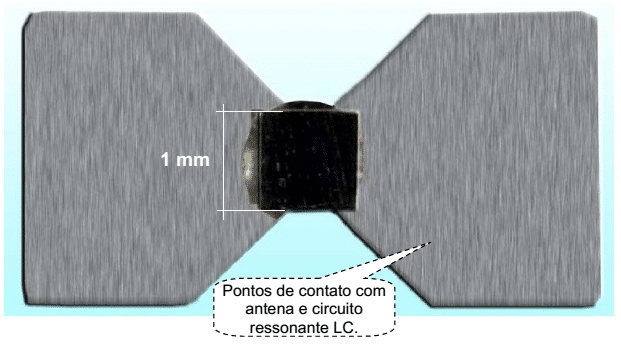 1 mm
Pontos de contato com
antena e circuito
ressonante LC.